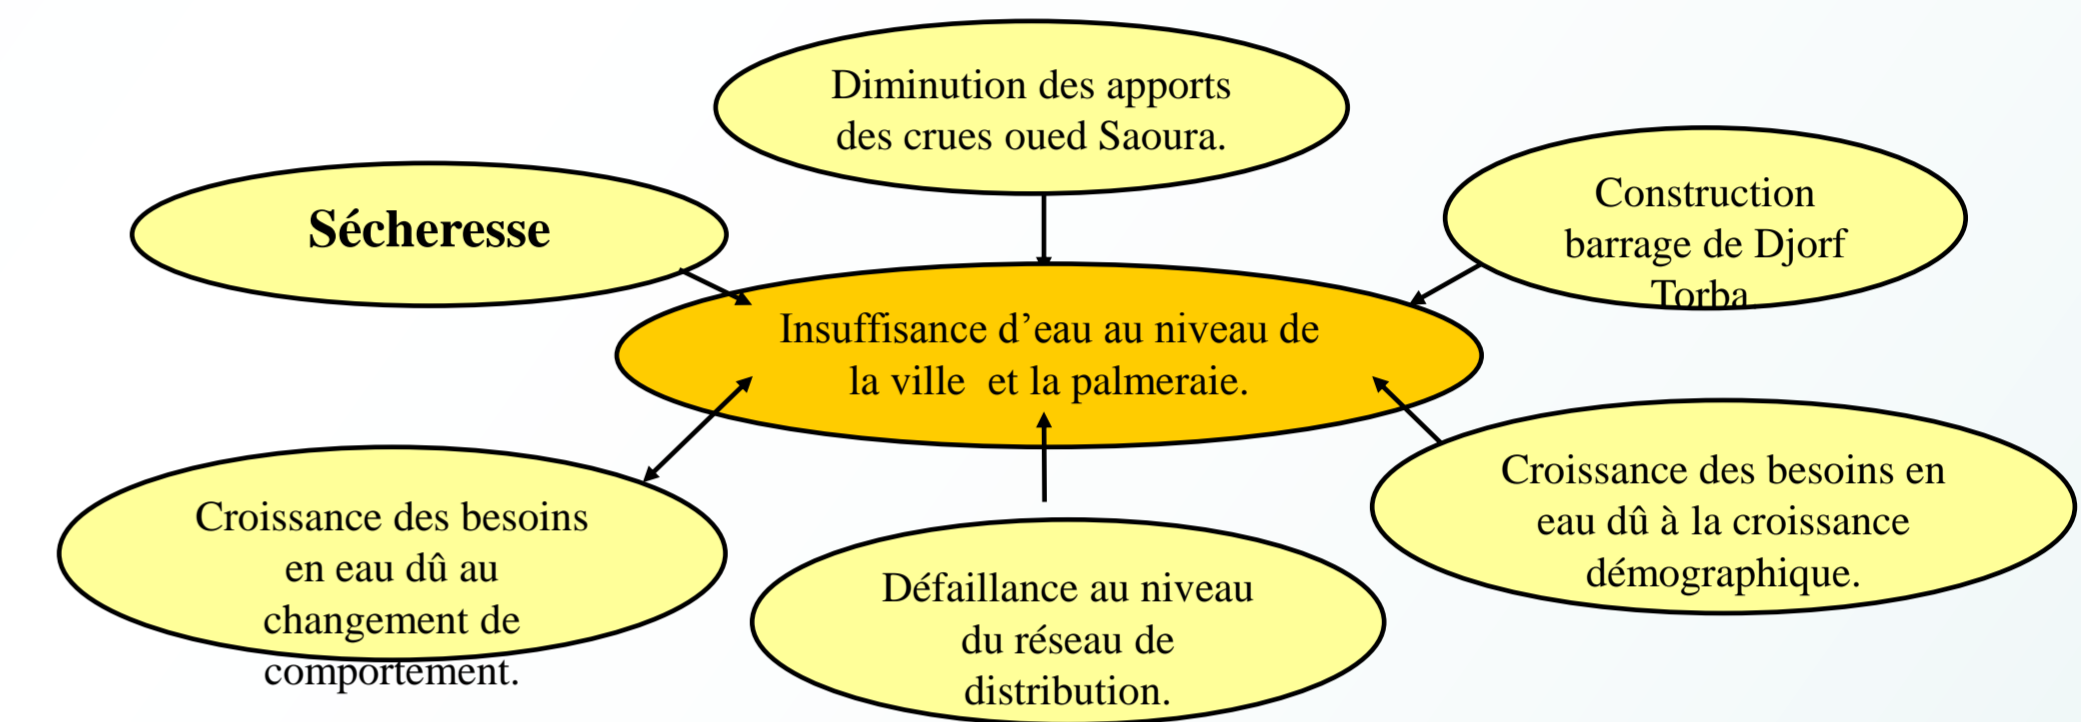 Diminution des apports
des crues oued Saoura.
Sécheresse
Construction
barrage de Djorf
Torba
Insuffisance d’eau au niveau de
la ville  et la palmeraie.
Croissance des besoins
en eau dû au
changement de
comportement.
Défaillance au niveau
du réseau de
distribution.
Croissance des besoins en
eau dû à la croissance
démographique.